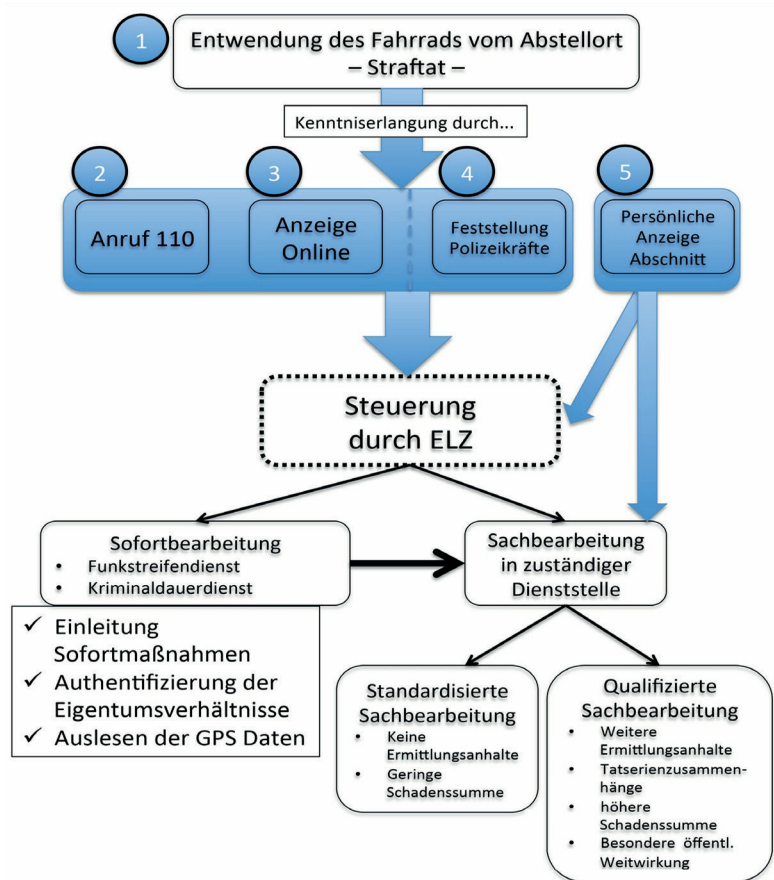 1
Entwendung des Fahrrads vom Abstellort
– Straftat –
Kenntniserlangung durch...
2
3
4
5
Anruf 110
Anzeige
Online
Feststellung
Polizeikräfte
Persönliche
Anzeige
Abschnitt
Steuerung
durch ELZ
Sofortbearbeitung
• Funkstreifendienst
• Kriminaldauerdienst
✓ Einleitung
Sofortmaßnahmen
✓ Authentifizierung der
Eigentumsverhältnisse
✓ Auslesen der GPS Daten
Sachbearbeitung
in zuständiger
Dienststelle
Standardisierte
Sachbearbeitung
• Keine
Ermittlungsanhalte
• Geringe
Schadenssumme
Qualifizierte
Sachbearbeitung
• Weitere
Ermittlungsanhalte
• Tatserienzusammen-
hänge
• höhere
Schadenssumme
• Besondere öffentl.
Weitwirkung